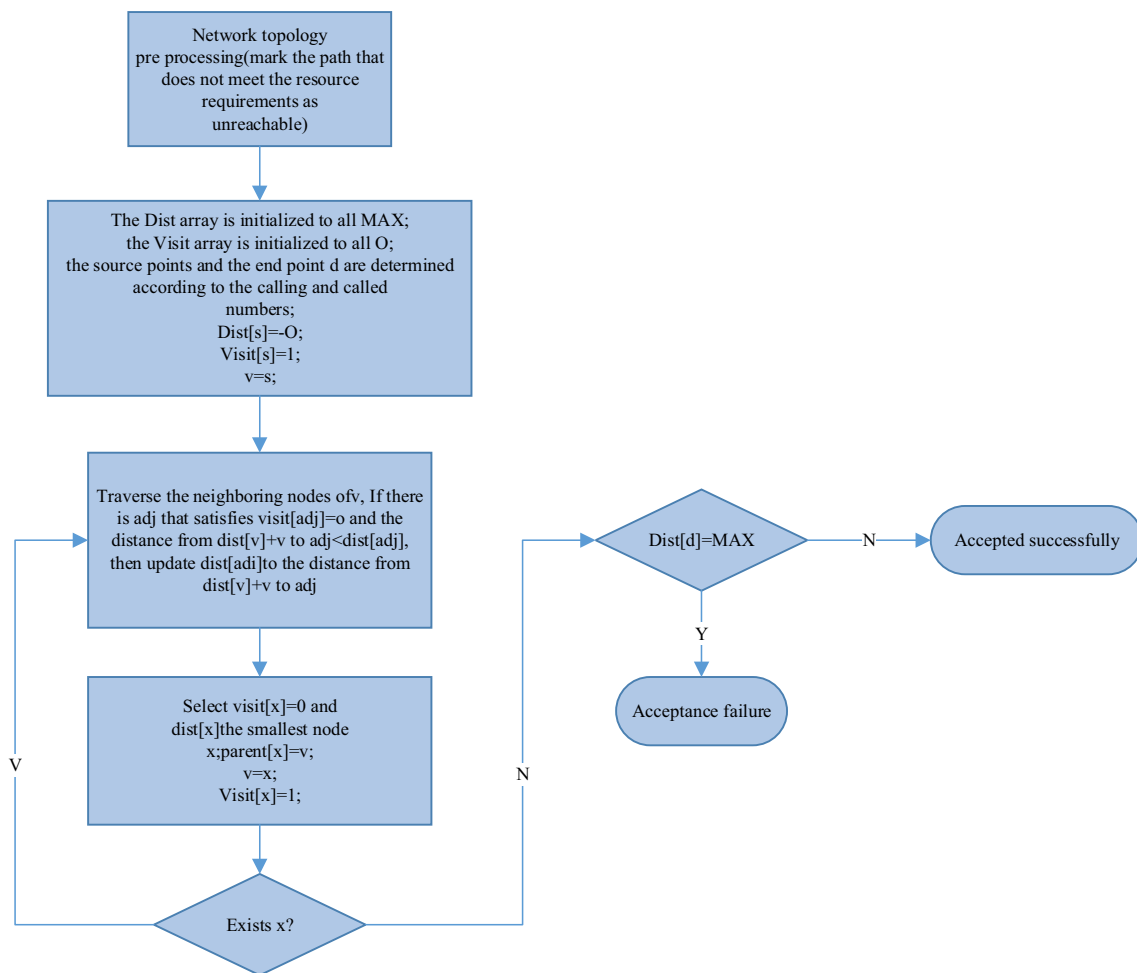 Network topology
pre processing(mark the path that
does not meet the resource
requirements as
unreachable)
The Dist array is initialized to all MAX;
the Visit array is initialized to all O;
the source points and the end point d are determined
according to the calling and called
numbers;
Dist[s]=-O;
Visit[s]=1;
v=s;
Traverse the neighboring nodes ofv, If there
is adj that satisfies visit[adj]=o and the
distance from dist[v]+v to adj<dist[adj],
then update dist[adi]to the distance from
dist[v]+v to adj
Select visit[x]=0 and
dist[x]the smallest node
x;parent[x]=v;
v=x;
Visit[x]=1;
Exists x?
V
N
Dist[d]=MAX
N
Accepted successfully
Y
Acceptance failure